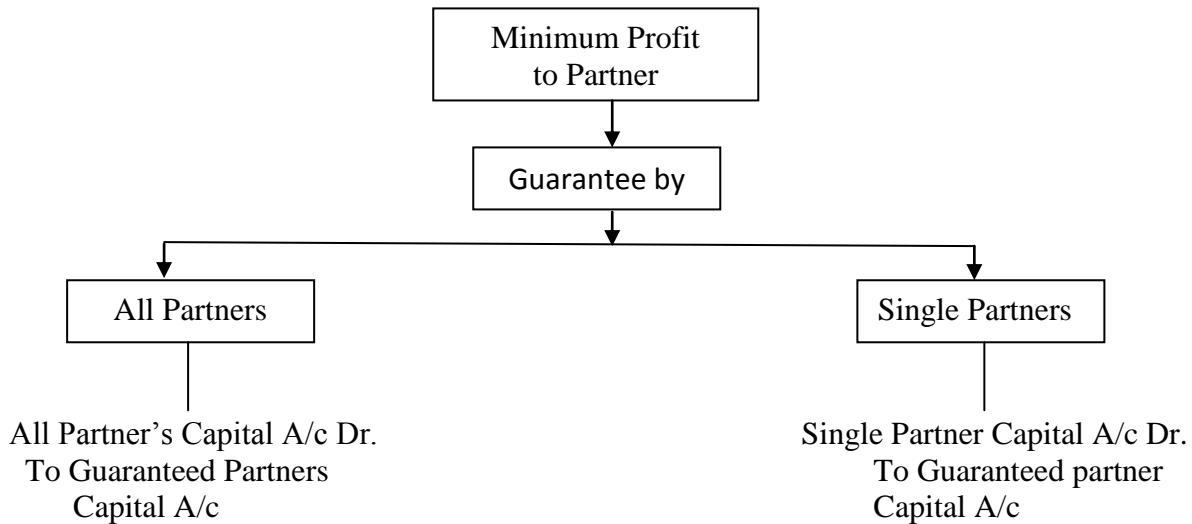 Minimum Profit
to Partner
Guarantee by
All Partners
Single Partners
All Partner’s Capital A/c Dr.
To Guaranteed Partners
Capital A/c
Single Partner Capital A/c Dr.
To Guaranteed partner
Capital A/c